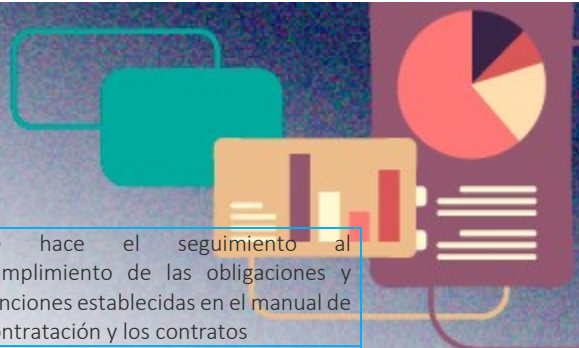 hace el seguimiento al
mplimiento de las obligaciones y
nciones establecidas en el manual de
ntratación y los contratos